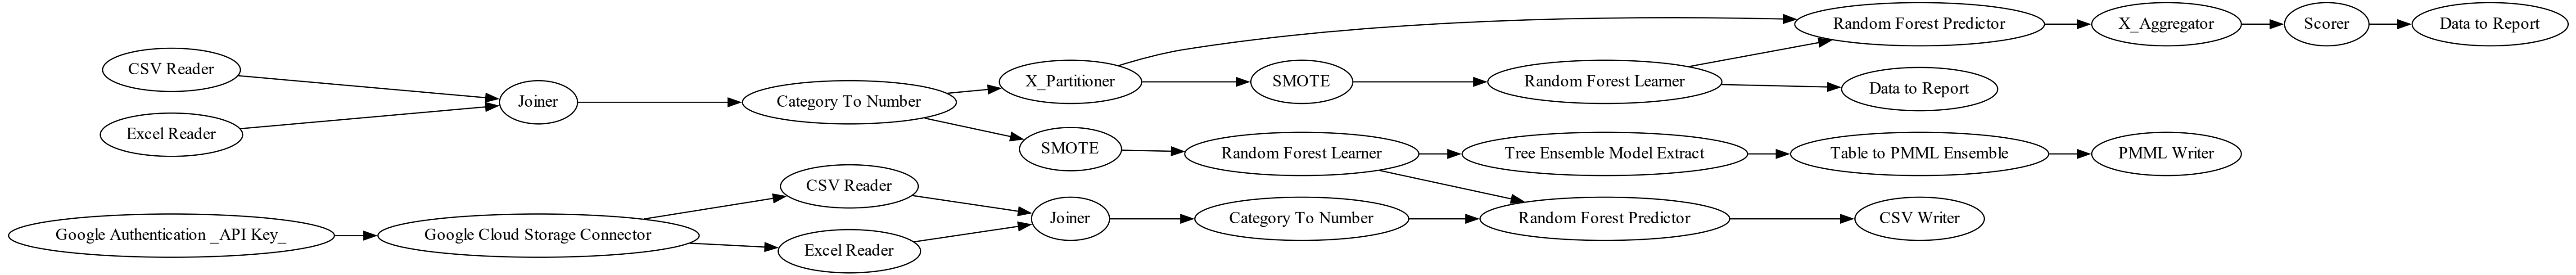 CSV Reader
Excel Reader
Joiner
Category To Number
X_Partitioner
SMOTE
Random Forest Learner
Random Forest Predictor
X_Aggregator
Scorer
Data to Report
Data to Report
SMOTE
Random Forest Learner
Tree Ensemble Model Extract
Table to PMML Ensemble
PMML Writer
Google Authentication _API Key_
Google Cloud Storage Connector
CSV Reader
Excel Reader
Joiner
Category To Number
Random Forest Predictor
CSV Writer